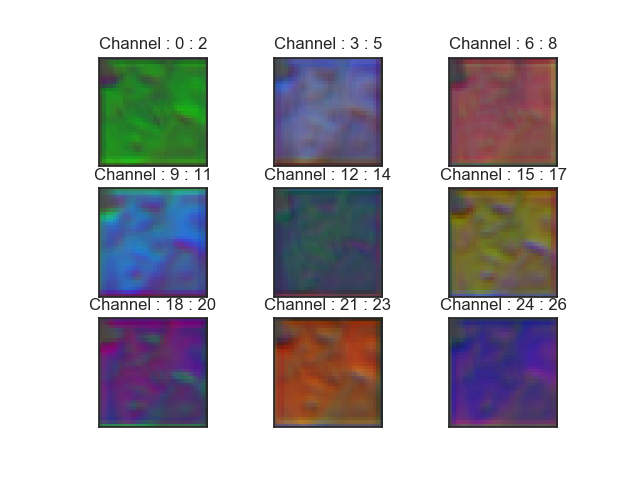 Channel : 0 : 2
Channel : 3 : 5
Channel : 6 : 8
Channel : 9 : 11
Channel : 12 : 14
Channel : 15 : 17
Channel : 18 : 20
Channel : 21 : 23
Channel : 24 : 26